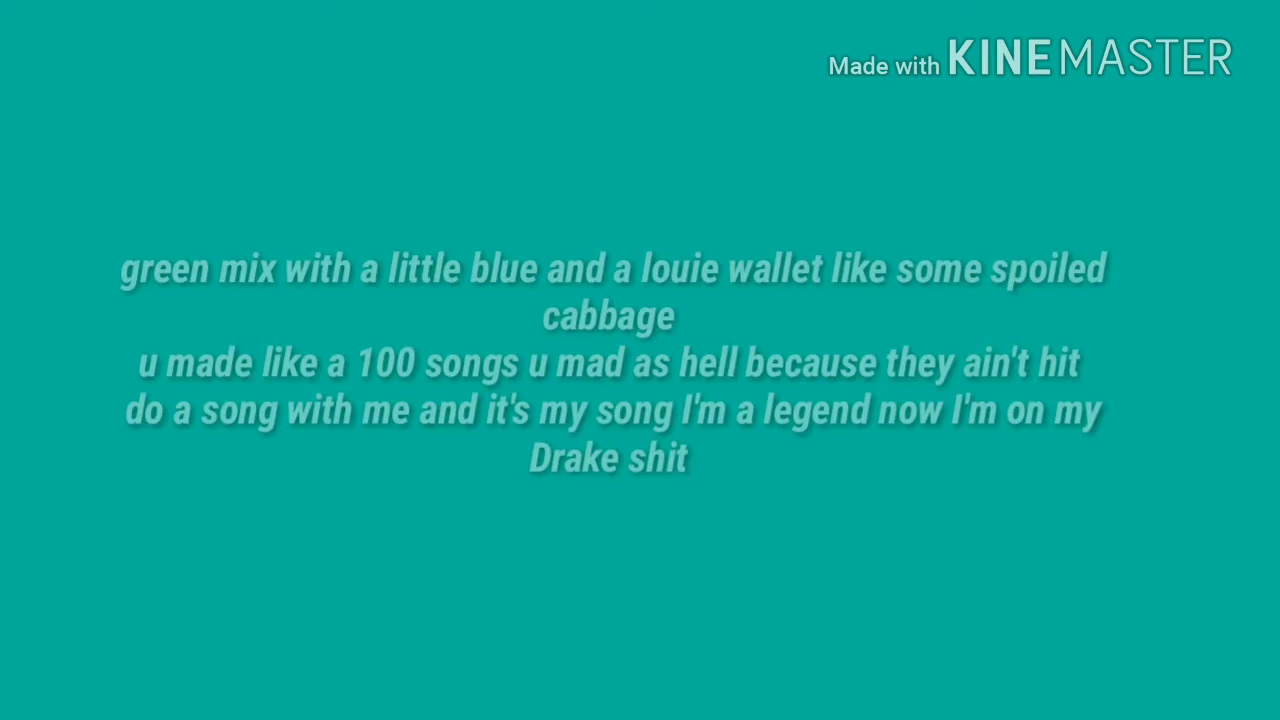 Made with KINEMASTER
green mix with a little blue and a louie wallet like some spoiled
cabbage
u made like a 100 songs u mad as hell because they ain't hit
do a song with me and it's my song I'm a legend now I'm on my
Drake shit